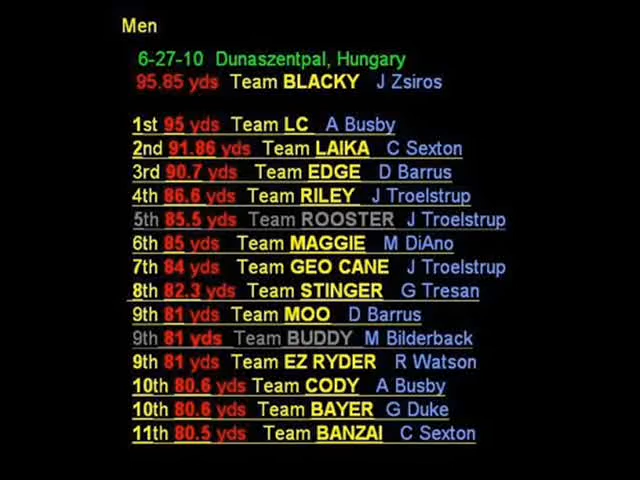 Men
6-27-10 Dunaszentpal, Hungary
95.85 yds Team BLACKY J Zsiros
1st 95 yds Team LC A Busby
2nd 91.86 yds Team LAIKA C Sexton
3rd 90.7 yds Team EDGE D Barrus
4th 86.6 yds Team RILEY J Troelstrup
5th 85.5 yds Team ROOSTER J Troelstrup
6th 85 yds Team MAGGIE M DiAno
7th 84 yds Team GEO CANE J Troelstrup
8th 82.3 yds Team STINGER G Tresan
9th 81 yds Team MOO D Barrus
9th 81 yds Team BUDDY M Bilderback
9th 81 yds Team EZ RYDER R Watson
10th 80.6 yds Team CODY A Busby
10th 80.6 yds Team BAYER G Duke
11th 80.5 yds Team BANZAI C Sexton